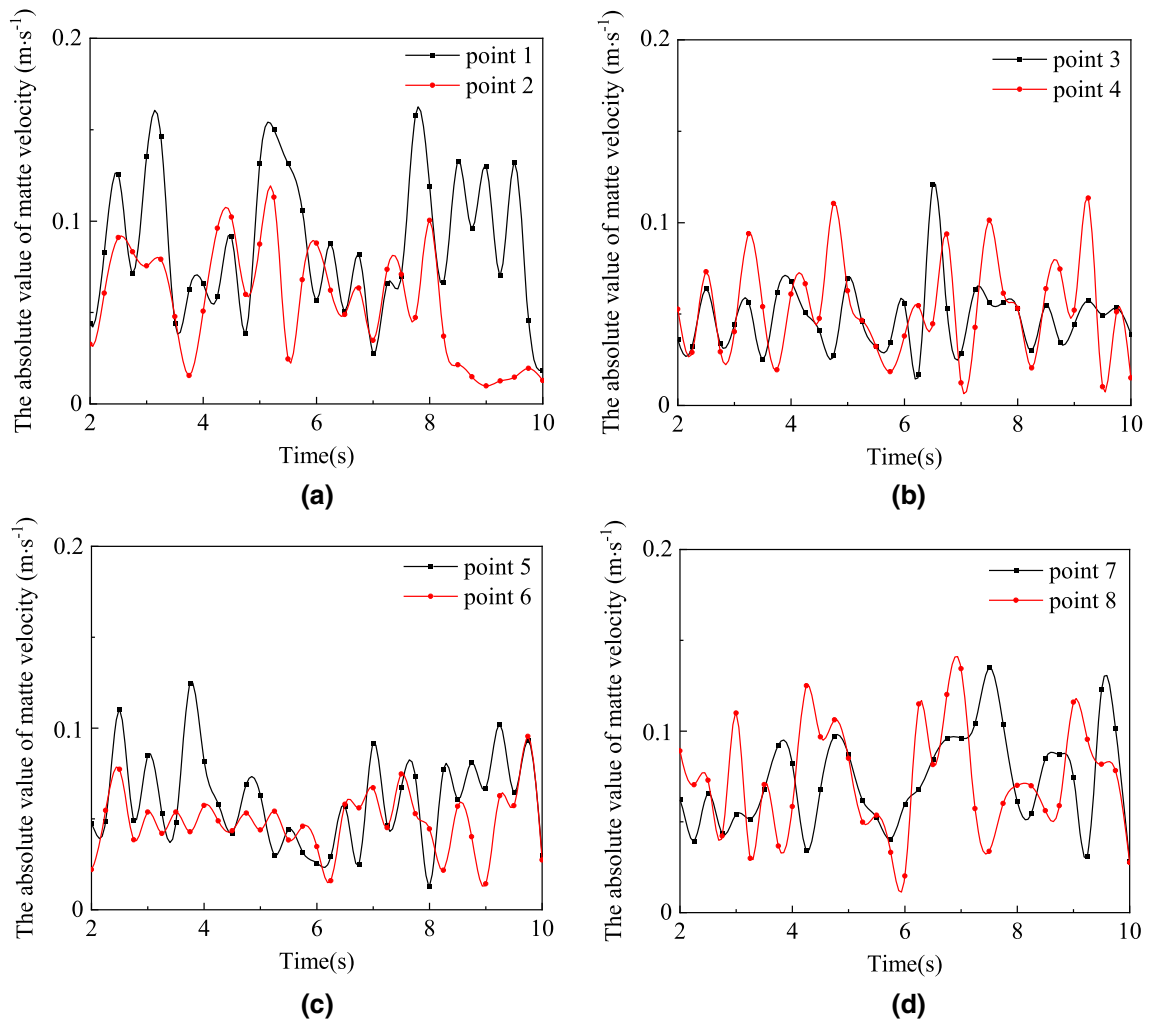 The absolute value of matte velocity (m·s⁻¹)
0.2
0.1
0
point 1
point 2
2
4
6
8
10
Time(s)
(a)
The absolute value of matte velocity (m·s⁻¹)
0.2
0.1
0
point 3
point 4
2
4
6
8
10
Time(s)
(b)
The absolute value of matte velocity (m·s⁻¹)
0.2
0.1
0
point 5
point 6
2
4
6
8
10
Time(s)
(c)
The absolute value of matte velocity (m·s⁻¹)
0.2
0.1
0
point 7
point 8
2
4
6
8
10
Time(s)
(d)